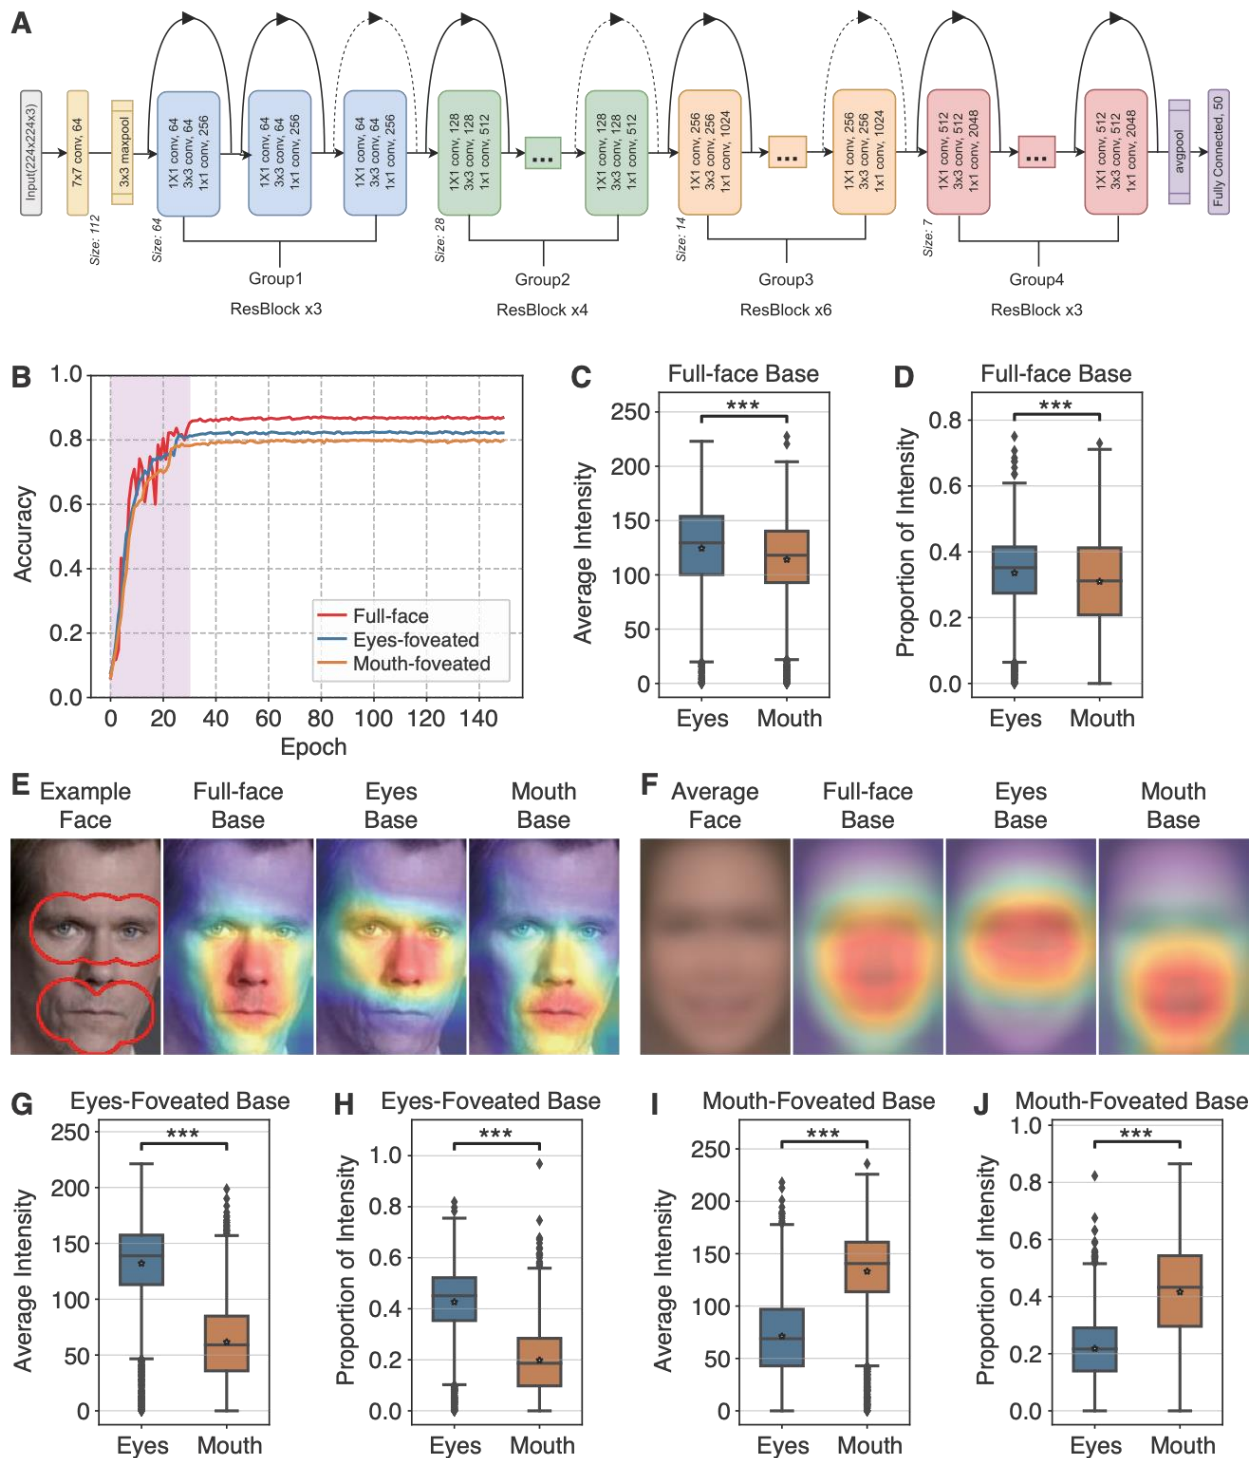 A
Input(224x224x3)
7x7 conv, 64
3x3 maxpool
1X1 conv, 64
3x3 conv, 64
1x1 conv, 256
1X1 conv, 64
3x3 conv, 64
1x1 conv, 256
1X1 conv, 64
3x3 conv, 64
1x1 conv, 256
1X1 conv, 128
3x3 conv, 128
1x1 conv, 512
...
1X1 conv, 128
3x3 conv, 128
1x1 conv, 512
1X1 conv, 256
3x3 conv, 256
1x1 conv, 1024
...
1X1 conv, 256
3x3 conv, 256
1x1 conv, 1024
1X1 conv, 512
3x3 conv, 512
1x1 conv, 2048
...
1X1 conv, 512
3x3 conv, 512
1x1 conv, 2048
avgpool
Fully Connected, 50
Size: 112
Size: 64
Size: 28
Size: 14
Size: 7
Group1
Group2
Group3
Group4
ResBlock x3
ResBlock x4
ResBlock x6
ResBlock x3
B
1.0
0.8
0.6
0.4
0.2
0.0
Accuracy
Full-face
Eyes-foveated
Mouth-foveated
0 20 40 60 80 100 120 140
Epoch
C
Full-face Base
***
250
200
150
100
50
0
Average Intensity
Eyes Mouth
D
Full-face Base
***
0.8
0.6
0.4
0.2
0.0
Proportion of Intensity
Eyes Mouth
E
Example
Face
Full-face
Base
Eyes
Base
Mouth
Base
F
Average
Face
Full-face
Base
Eyes
Base
Mouth
Base
G
Eyes-Foveated Base
***
250
200
150
100
50
0
Average Intensity
Eyes Mouth
H
Eyes-Foveated Base
***
1.0
0.8
0.6
0.4
0.2
0.0
Proportion of Intensity
Eyes Mouth
I
Mouth-Foveated Base
***
250
200
150
100
50
0
Average Intensity
Eyes Mouth
J
Mouth-Foveated Base
***
1.0
0.8
0.6
0.4
0.2
0.0
Proportion of Intensity
Eyes Mouth